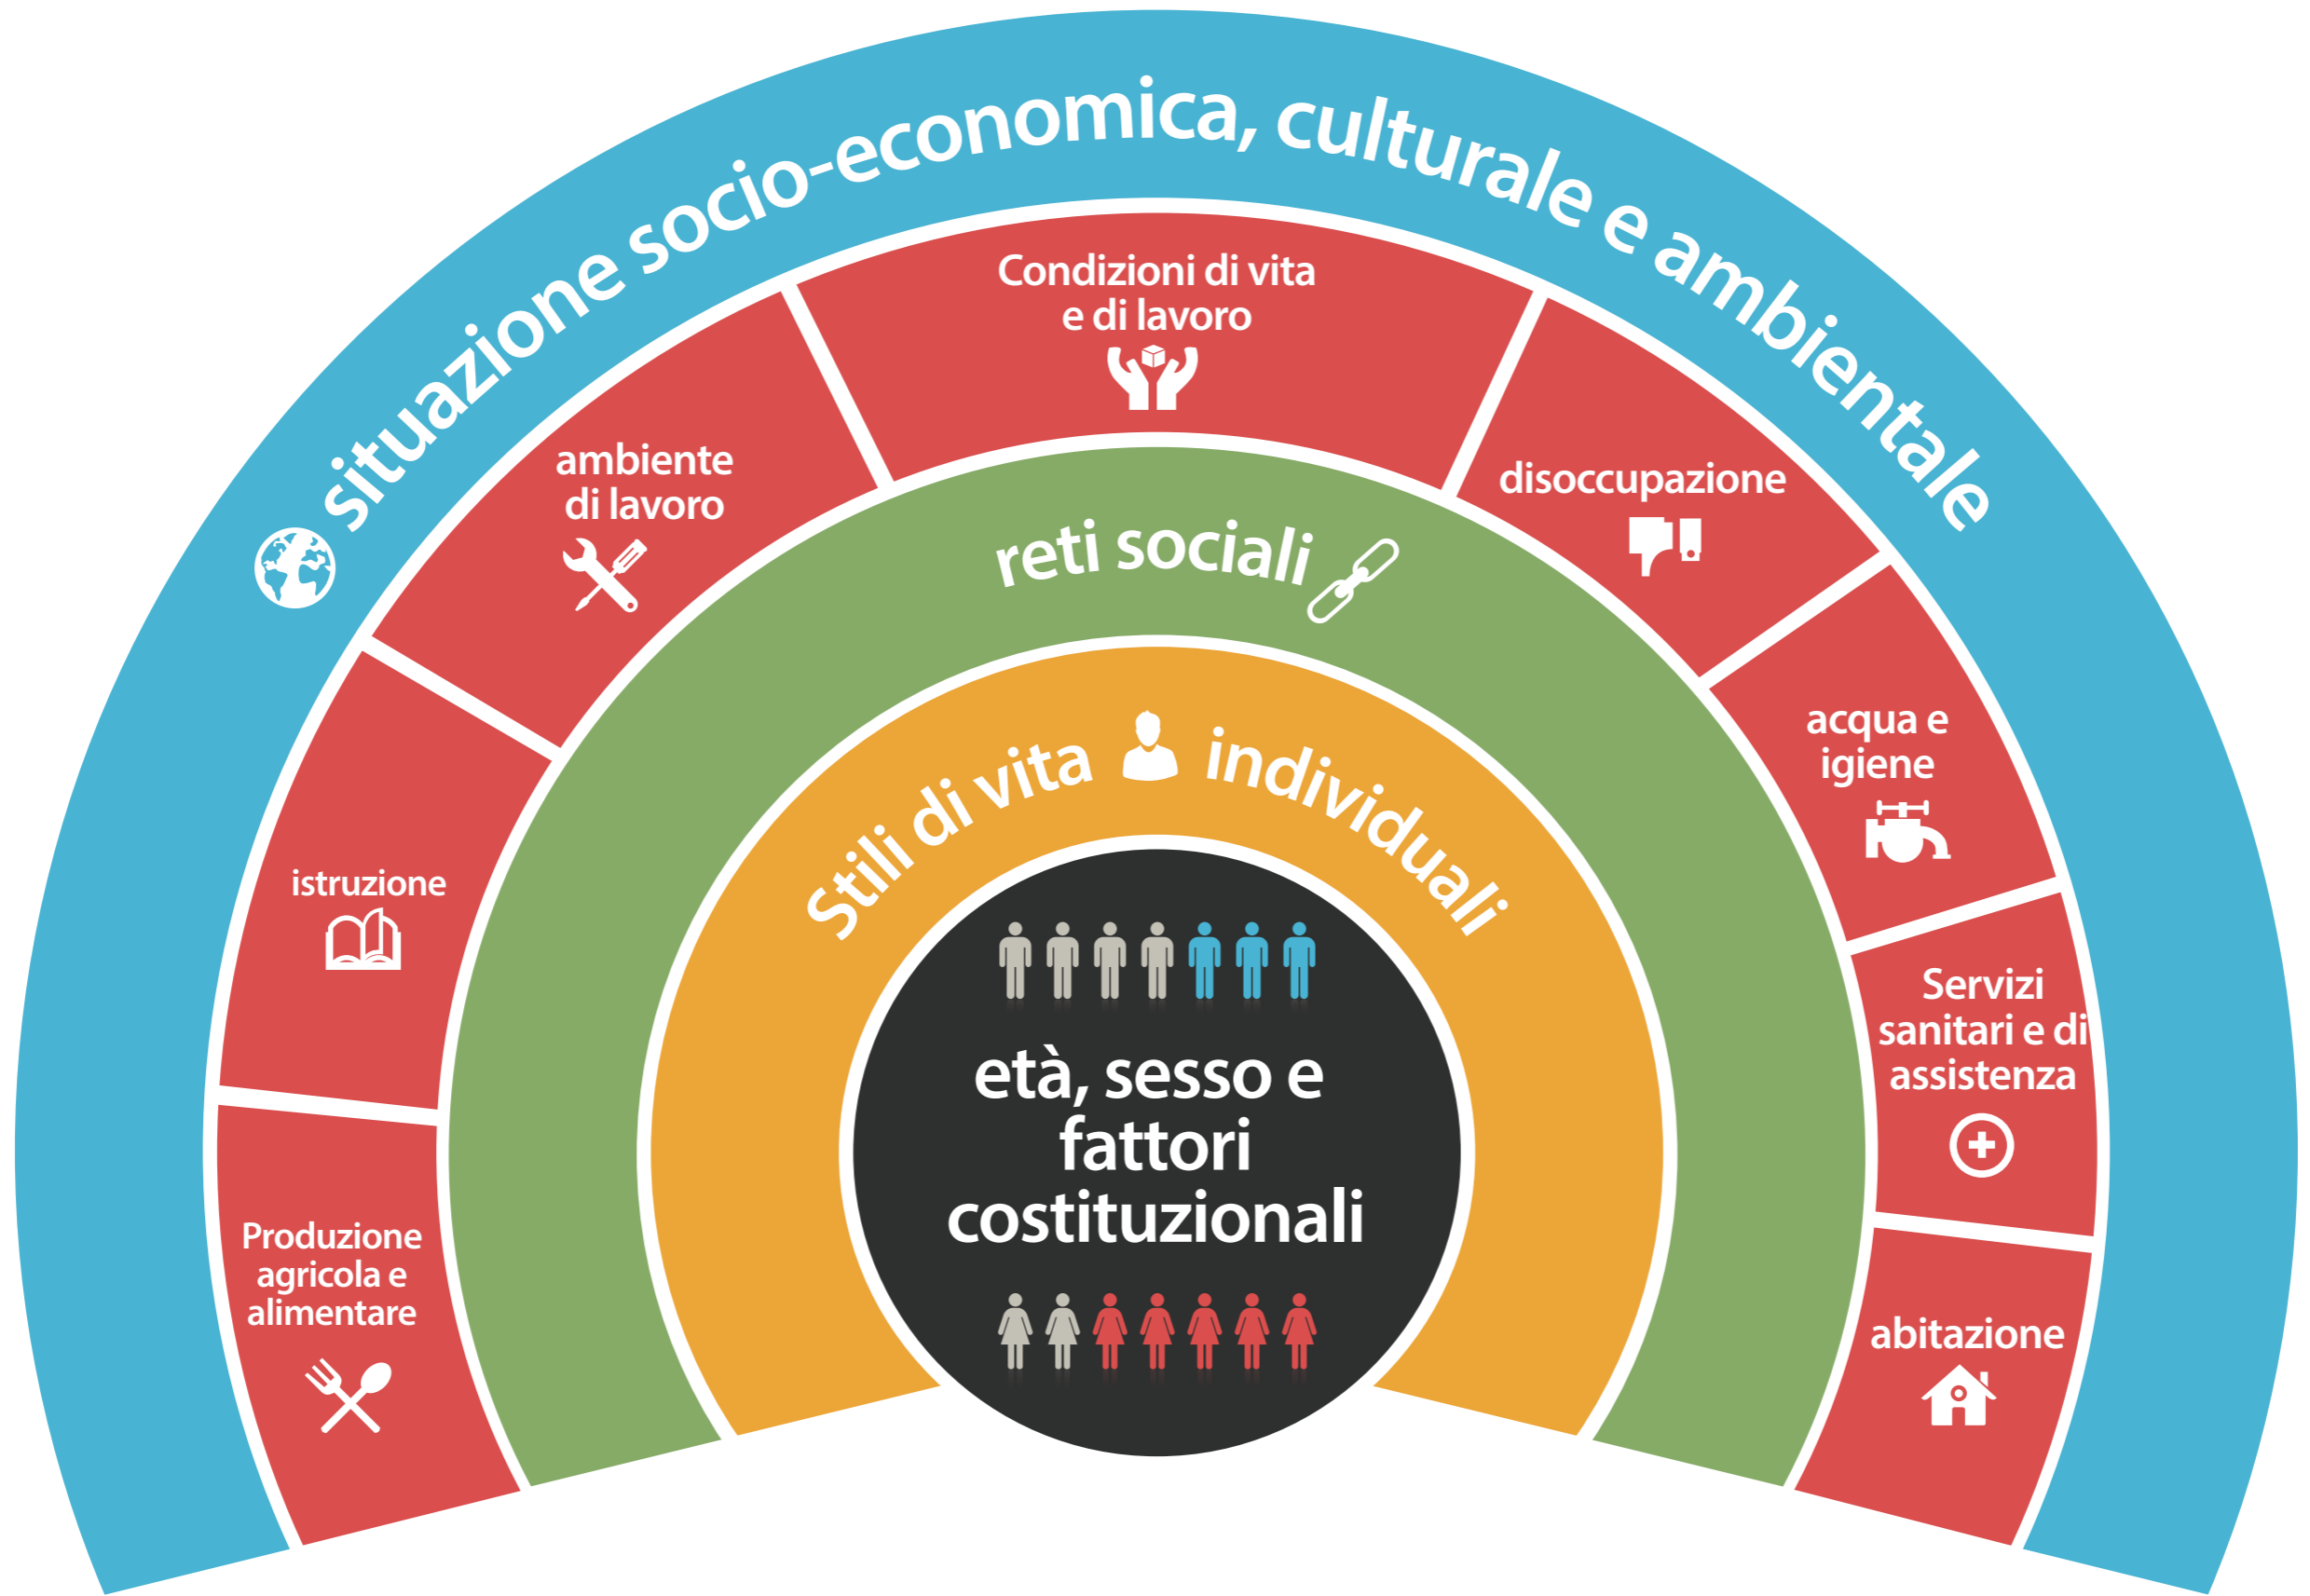 situazione socio-economica, culturale e ambientale
Condizioni di vita
e di lavoro
ambiente
di lavoro
disoccupazione
reti sociali
acqua e
igiene
Stili di vita individuali
istruzione
Servizi
sanitari e di
assistenza
età, sesso e
fattori
costituzionali
Produzione
agricola e
alimentare
abitazione